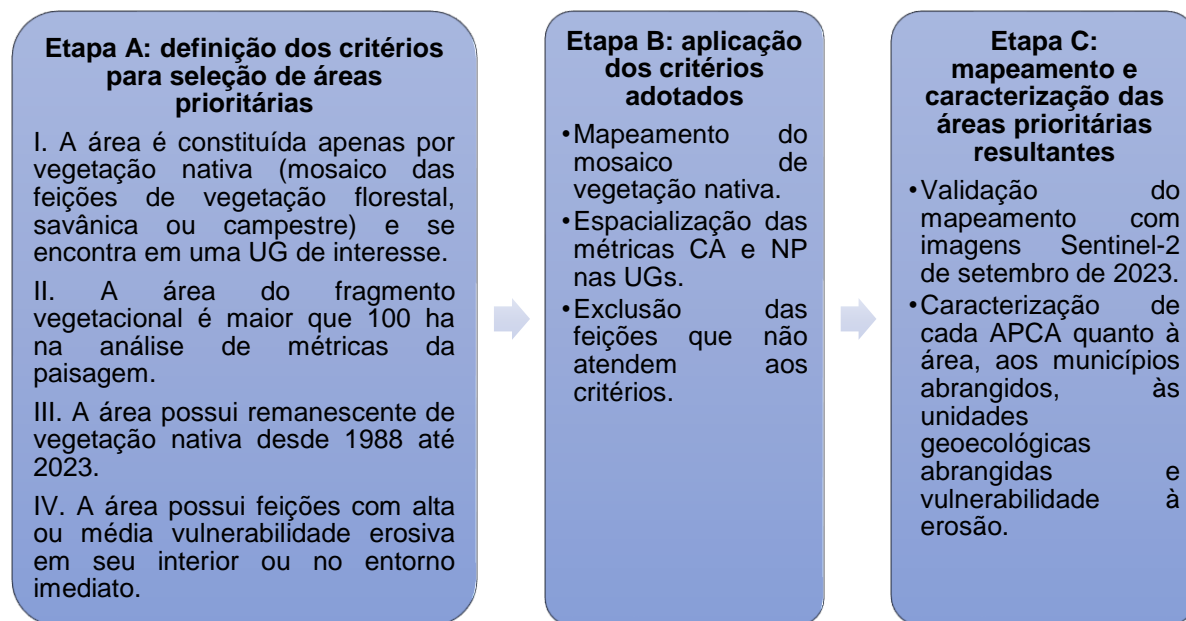 Etapa A: definição dos critérios
para seleção de áreas
prioritárias
I. A área é constituída apenas por
vegetação nativa (mosaico das
feições de vegetação florestal,
savânica ou campestre) e se
encontra em uma UG de interesse.
II. A área do fragmento
vegetacional é maior que 100 ha
na análise de métricas da
paisagem.
III. A área possui remanescente de
vegetação nativa desde 1988 até
2023.
IV. A área possui feições com alta
ou média vulnerabilidade erosiva
em seu interior ou no entorno
imediato.
Etapa B: aplicação
dos critérios
adotados
•Mapeamento do
mosaico de
vegetação nativa.
•Espacialização das
métricas CA e NP
nas UGs.
•Exclusão das
feições que não
atendem aos
critérios.
Etapa C:
mapeamento e
caracterização das
áreas prioritárias
resultantes
•Validação do
mapeamento com
imagens Sentinel-2
de setembro de 2023.
•Caracterização de
cada APCA quanto à
área, aos municípios
abrangidos, às
unidades
geoecológicas
abrangidas e
vulnerabilidade à
erosão.